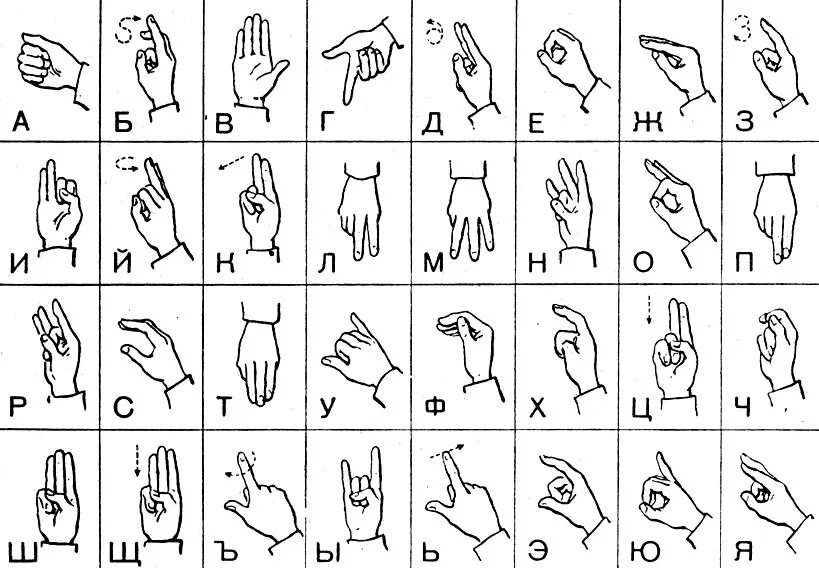 А Б В Г Д Е Ж З
И Й К Л М Н О П
Р С Т У Ф Х Ц Ч
Ш Щ Ъ Ы Ь Э Ю Я